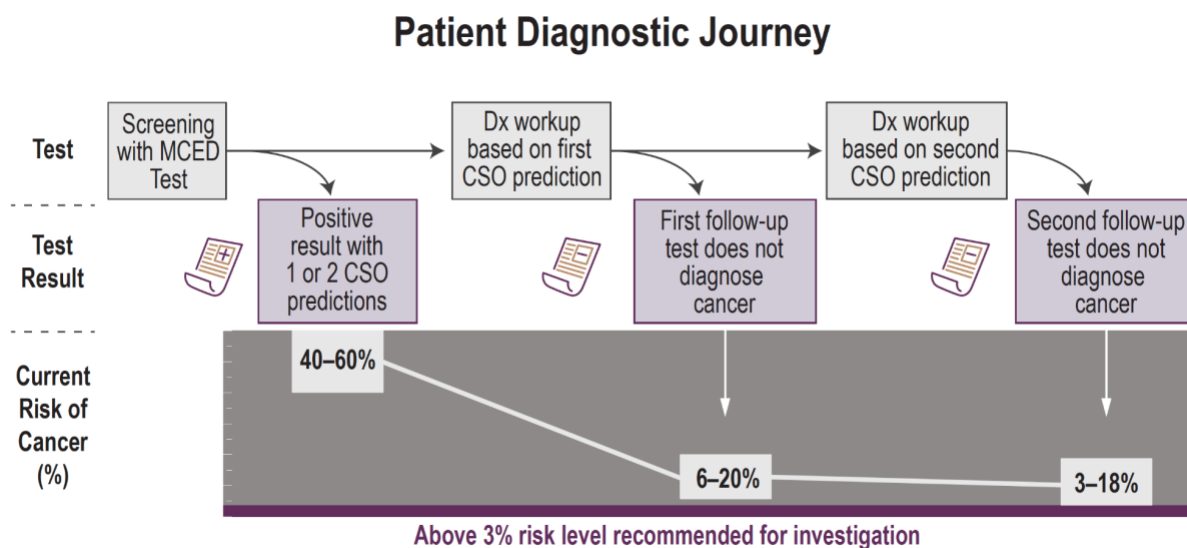 Patient Diagnostic Journey
Test
Screening
with MCED
Test
Dx workup
based on first
CSO prediction
Dx workup
based on second
CSO prediction
Test
Result
Positive
result with
1 or 2 CSO
predictions
First follow-up
test does not
diagnose
cancer
Second follow-up
test does not
diagnose
cancer
Current
Risk of
Cancer
(%)
40–60%
6–20%
3–18%
Above 3% risk level recommended for investigation